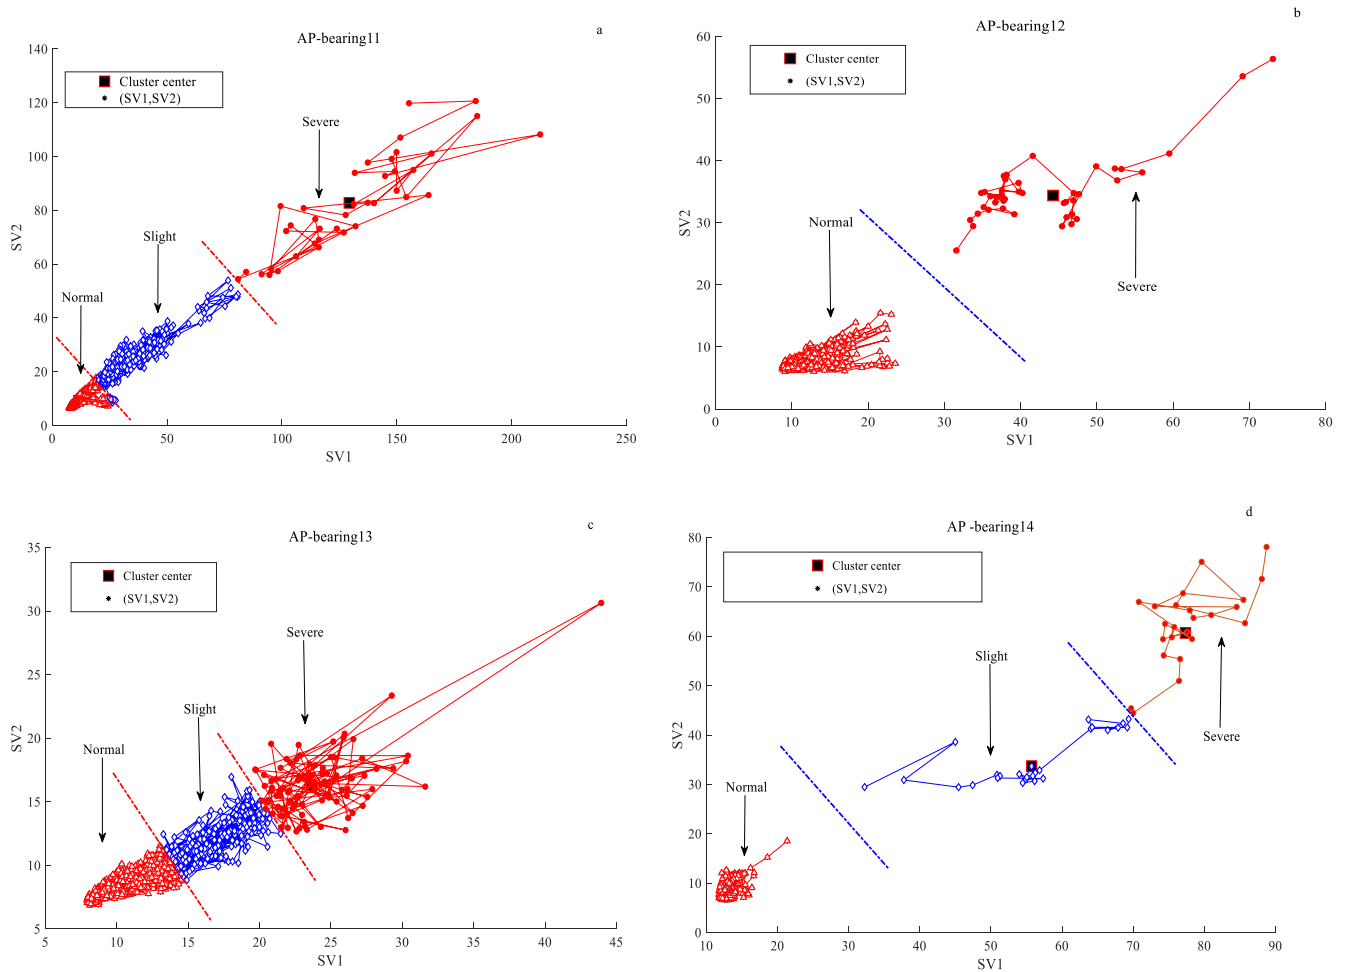 AP-bearing11
a
140
120
100
80
60
40
20
0
SV2
Cluster center
(SV1,SV2)
Severe
Slight
Normal
0 50 100 150 200 250
SV1
AP-bearing12
b
60
50
40
30
20
10
0
SV2
Cluster center
(SV1,SV2)
Normal
Severe
0 10 20 30 40 50 60 70 80
SV1
AP-bearing13
c
35
30
25
20
15
10
5
SV2
Cluster center
(SV1,SV2)
Severe
Slight
Normal
5 10 15 20 25 30 35 40 45
SV1
AP -bearing14
d
80
70
60
50
40
30
20
10
0
SV2
Cluster center
(SV1,SV2)
Slight
Severe
Normal
10 20 30 40 50 60 70 80 90
SV1